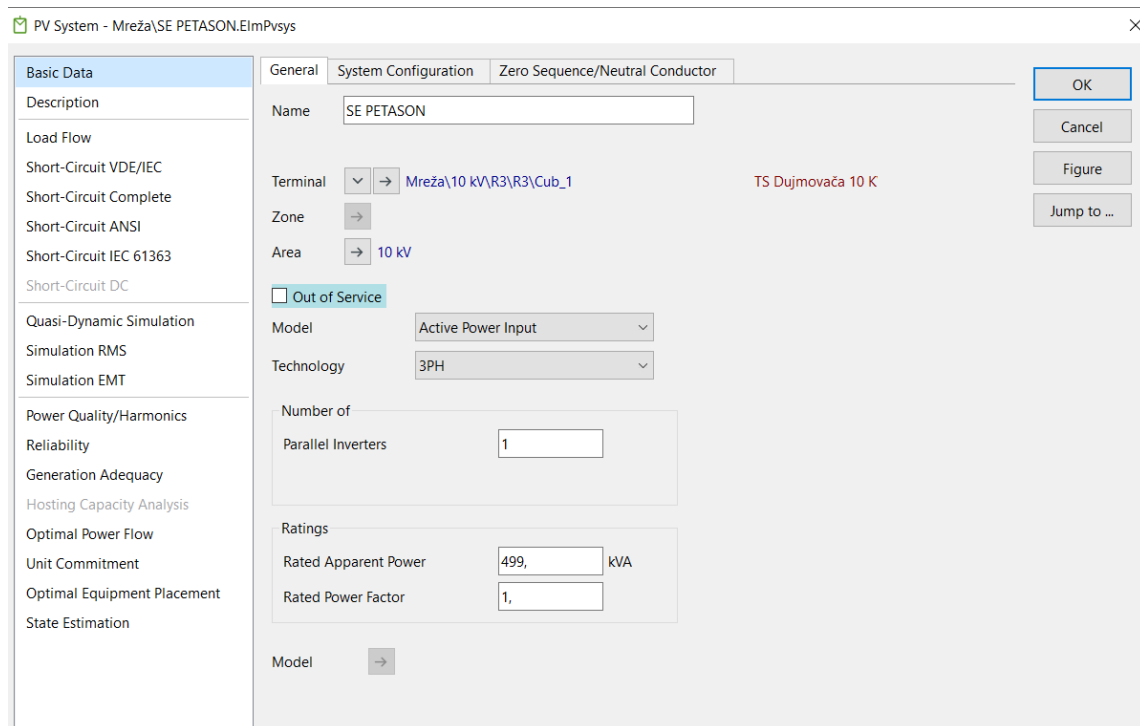 PV System - Mreža\SE PETASON.ElmPvsys
Basic Data
Description
Load Flow
Short-Circuit VDE/IEC
Short-Circuit Complete
Short-Circuit ANSI
Short-Circuit IEC 61363
Short-Circuit DC
Quasi-Dynamic Simulation
Simulation RMS
Simulation EMT
Power Quality/Harmonics
Reliability
Generation Adequacy
Hosting Capacity Analysis
Optimal Power Flow
Unit Commitment
Optimal Equipment Placement
State Estimation
General System Configuration Zero Sequence/Neutral Conductor
Name SE PETASON
Terminal Mreža\10 kV\R3\R3\Cub_1 TS Dujmovača 10 K
Zone
Area 10 kV
Out of Service
Model Active Power Input
Technology 3PH
Number of
Parallel Inverters 1
Ratings
Rated Apparent Power 499, kVA
Rated Power Factor 1,
Model
OK
Cancel
Figure
Jump to ...